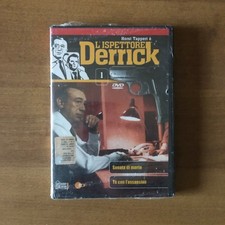 Horst Tappert è
L'ISPETTORE
Derrick
1
DVD
Sonata di morte
Tè con l'assassino